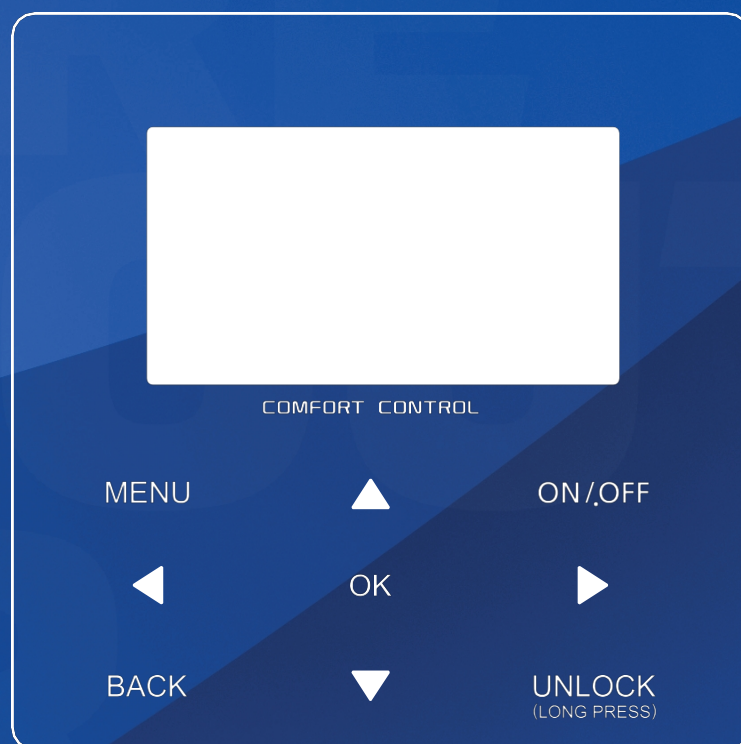 COMFORT CONTROL
MENU
ON/OFF
OK
BACK
UNLOCK
(LONG PRESS)